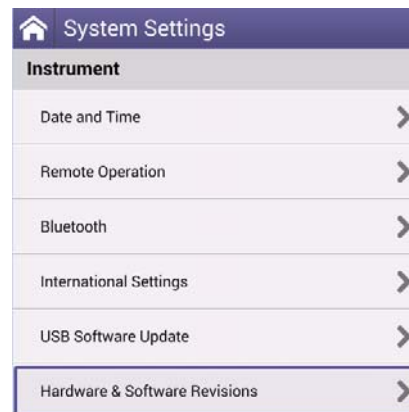 System Settings
Instrument
Date and Time
Remote Operation
Bluetooth
International Settings
USB Software Update
Hardware & Software Revisions